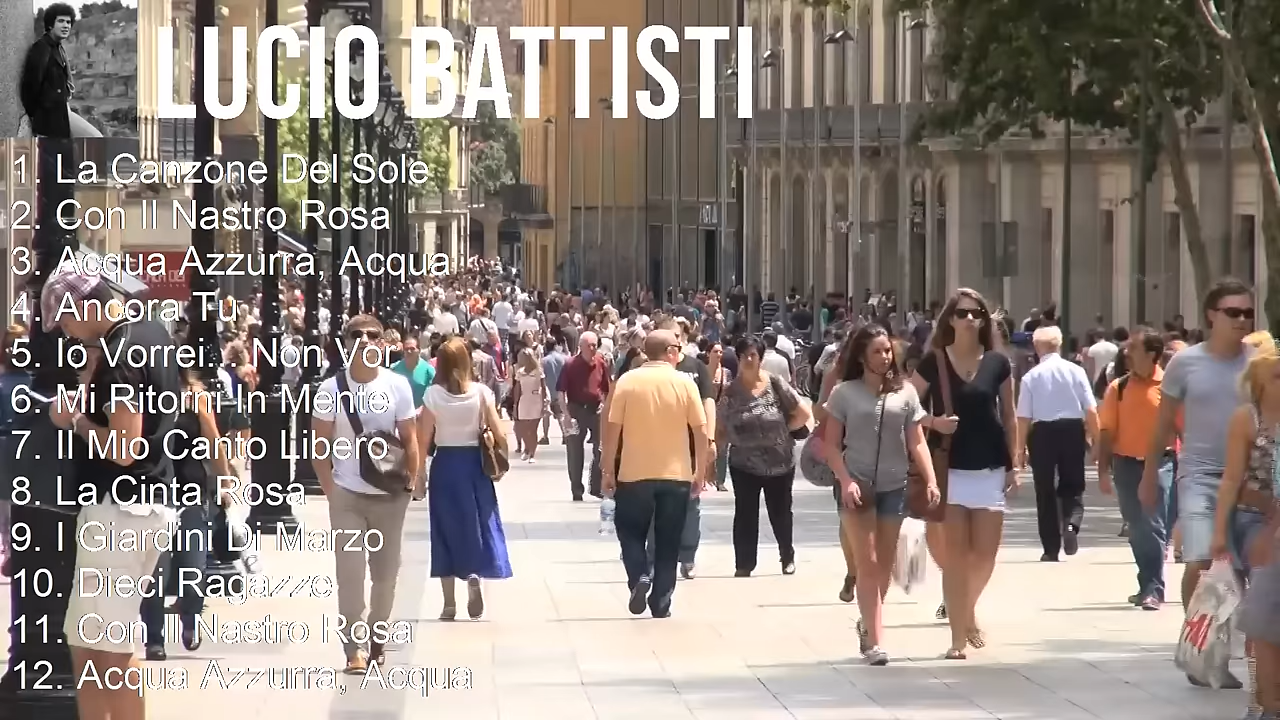 LUCIO BATTISTI
1. La Canzone Del Sole
2. Con Il Nastro Rosa
3. Acqua Azzurra, Acqua
4. Ancora Tu
5. Io Vorrei... Non Vor
6. Mi Ritorni In Mente
7. Il Mio Canto Libero
8. La Cinta Rosa
9. I Giardini Di Marzo
10. Dieci Ragazze
11. Con Il Nastro Rosa
12. Acqua Azzurra, Acqua
H&M